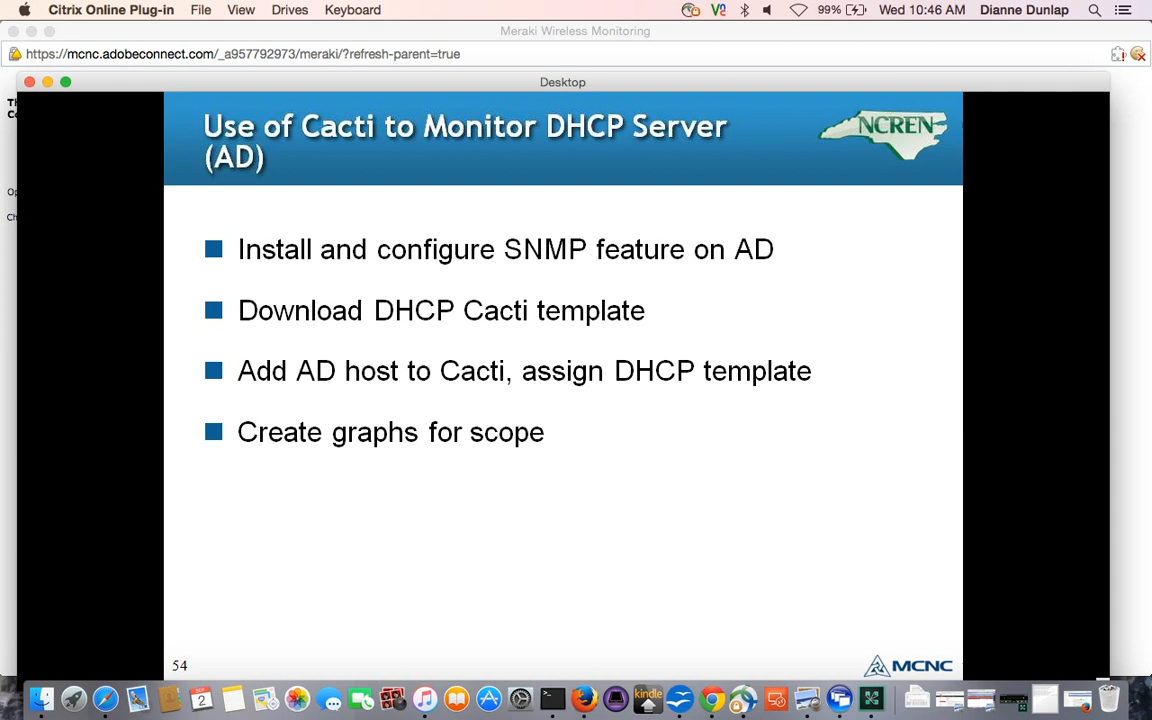 Citrix Online Plug-in File View Drives Keyboard 99% Wed 10:46 AM Dianne Dunlap
Meraki Wireless Monitoring
https://mcnc.adobeconnect.com/_a957792973/meraki/?refresh-parent=true
Desktop
Use of Cacti to Monitor DHCP Server
(AD)
NCREN
Install and configure SNMP feature on AD
Download DHCP Cacti template
Add AD host to Cacti, assign DHCP template
Create graphs for scope
54
MCNC
2
kindle